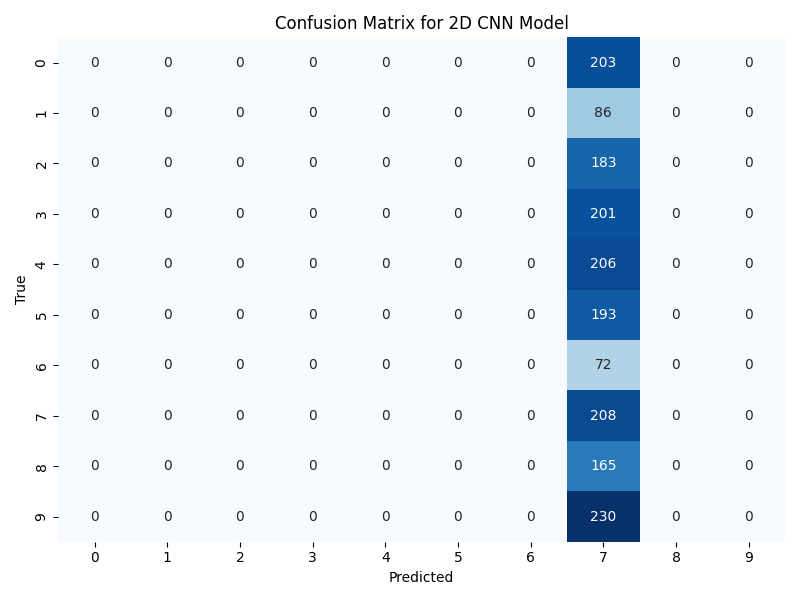 Confusion Matrix for 2D CNN Model
0 0 0 0 0 0 0 0 203 0 0
1 0 0 0 0 0 0 0 86 0 0
2 0 0 0 0 0 0 0 183 0 0
3 0 0 0 0 0 0 0 201 0 0
4 0 0 0 0 0 0 0 206 0 0
5 0 0 0 0 0 0 0 193 0 0
6 0 0 0 0 0 0 0 72 0 0
7 0 0 0 0 0 0 0 208 0 0
8 0 0 0 0 0 0 0 165 0 0
9 0 0 0 0 0 0 0 230 0 0
True
0 1 2 3 4 5 6 7 8 9
Predicted